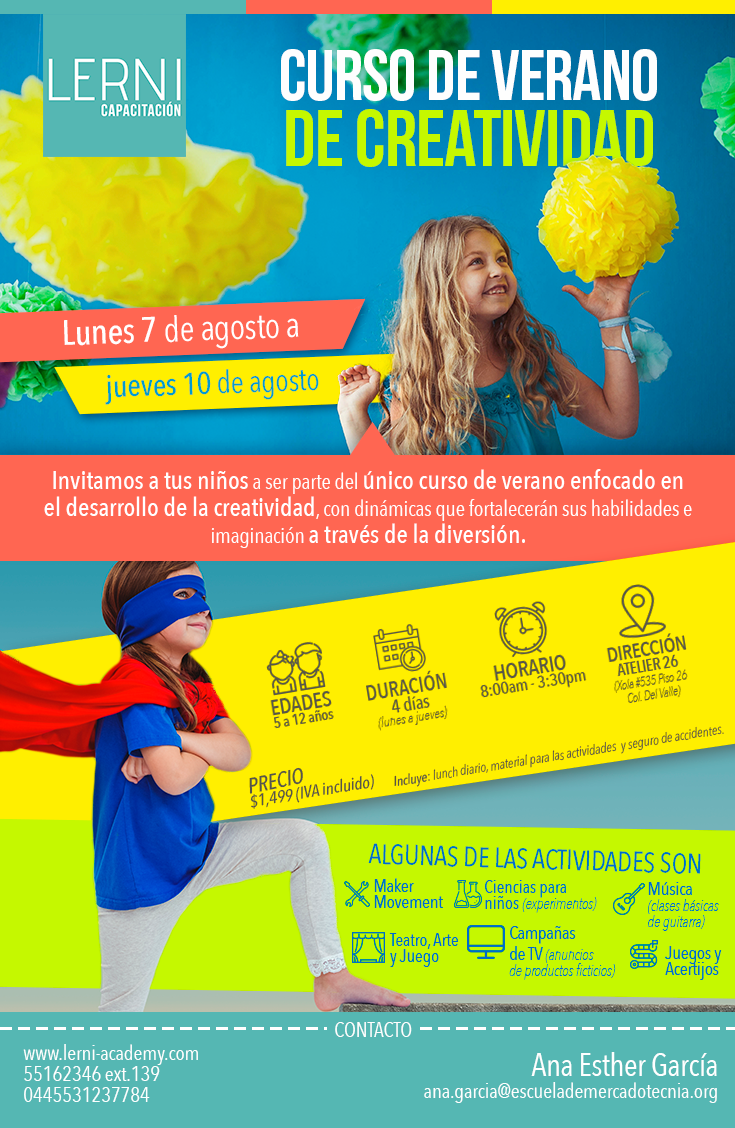 LERNI
CAPACITACIÓN
CURSO DE VERANO
DE CREATIVIDAD
Lunes 7 de agosto a
jueves 10 de agosto
Invitamos a tus niños a ser parte del único curso de verano enfocado en
el desarrollo de la creatividad, con dinámicas que fortalecerán sus habilidades e
imaginación a través de la diversión.
EDADES
5 a 12 años
DURACIÓN
4 días
(lunes a jueves)
HORARIO
8:00am - 3:30pm
DIRECCIÓN
ATELIER 26
(Xola #535 Piso 26
Col. Del Valle)
PRECIO
$1,499 (IVA incluido)
Incluye: lunch diario, material para las actividades y seguro de accidentes.
ALGUNAS DE LAS ACTIVIDADES SON
Maker
Movement
Ciencias para
niños (experimentos)
Música
(clases básicas
de guitarra)
Teatro, Arte
y Juego
Campañas
de TV (anuncios
de productos ficticios)
Juegos y
Acertijos
CONTACTO
www.lerni-academy.com
55162346 ext.139
0445531237784
Ana Esther García
ana.garcia@escuelademercadotecnia.org